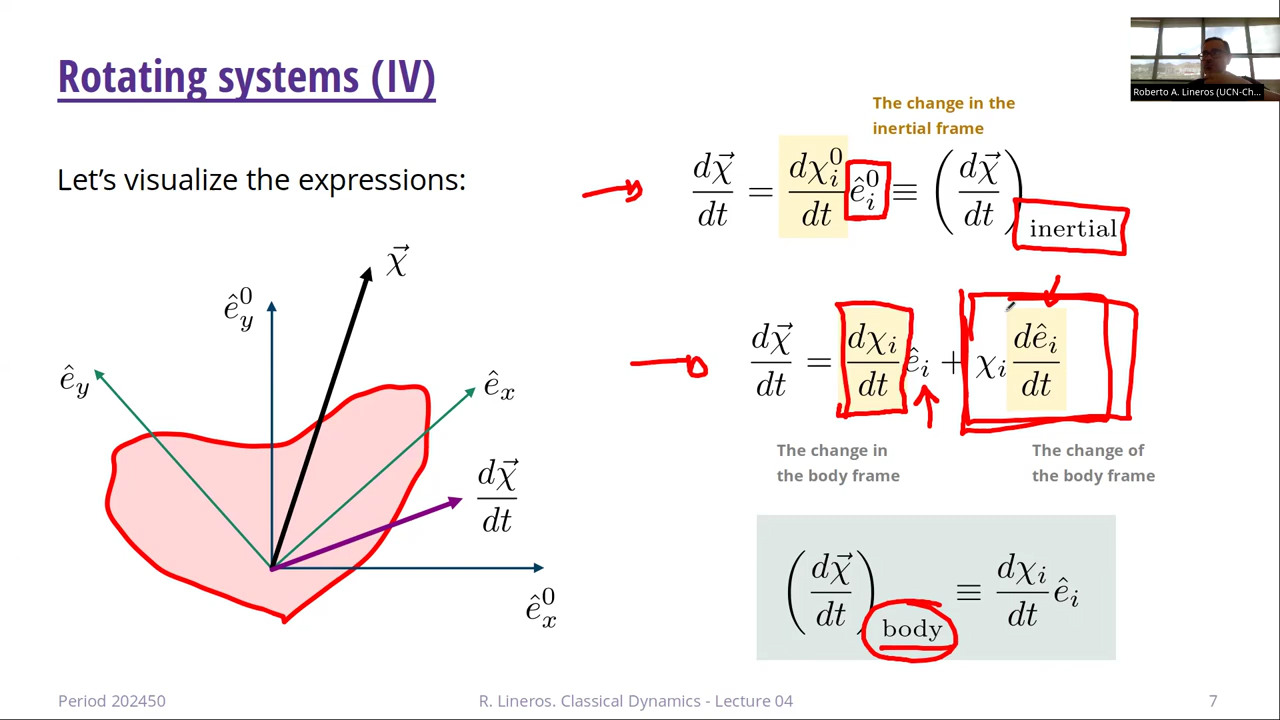 Rotating systems (IV)
Roberto A. Lineros (UCN-Ch...
The change in the
inertial frame
Let's visualize the expressions:
dχ⃗/dt = dχ_i^0/dt ê_i^0 ≡ (dχ⃗/dt)_inertial
χ⃗
ê_y^0
ê_y
ê_x
dχ⃗/dt
ê_x^0
dχ⃗/dt = dχ_i/dt ê_i + χ_i dê_i/dt
The change in
the body frame
The change of
the body frame
(dχ⃗/dt)_body ≡ dχ_i/dt ê_i
Period 202450
R. Lineros. Classical Dynamics - Lecture 04
7